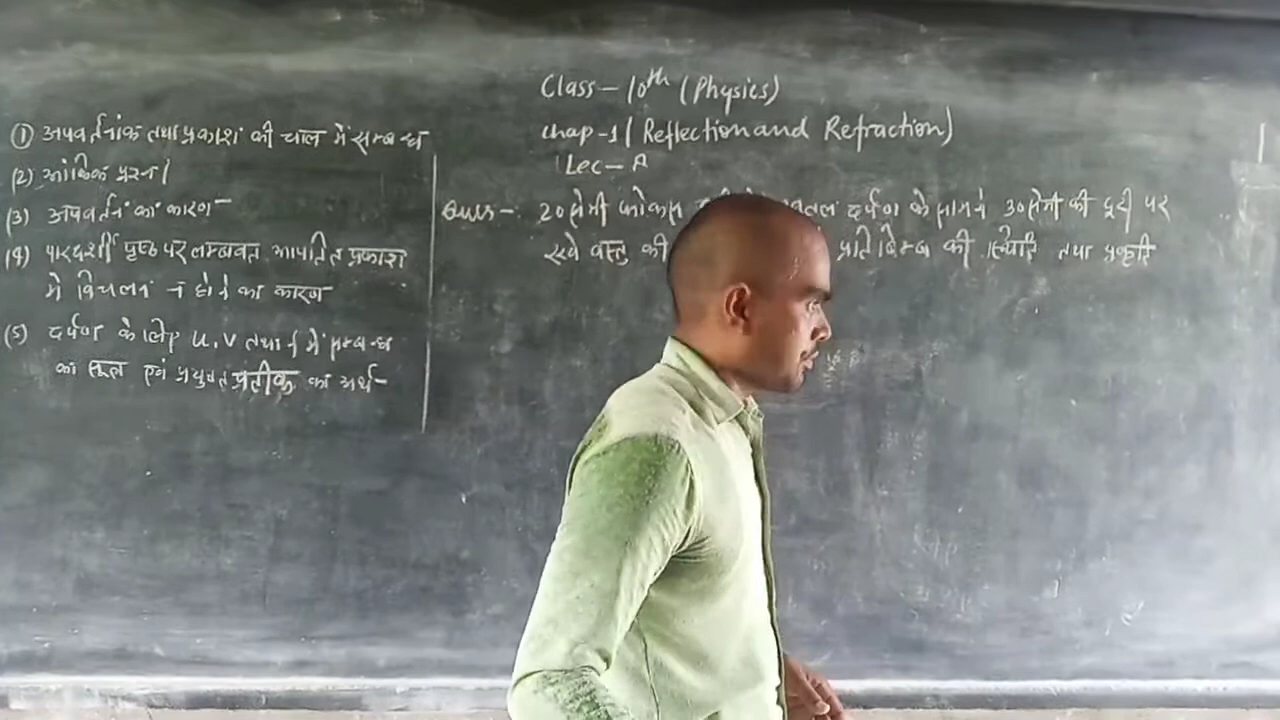 Class- 10th (Physics)
chap-1 (Reflection and Refraction)
Lec-
① अपवर्तनांक तथा प्रकाश की चाल में सम्बन्ध
(2) आंकिक प्रश्न।
(3) अपवर्तन का कारण-
(4) पारदर्शी पृष्ठ पर लम्बवत आपतित प्रकाश
मे विचलन न होने का कारण
(5) दर्पण के लिए u, v तथा f में सम्बन्ध
का एवं प्रयुक्त प्रतीक का अर्थ-
Ques-. 20 सेमी फोकस दर्पण के सामने 30 सेमी की दूरी पर
रखे वस्तु की प्रतिबिम्ब की स्थिति तथा प्रकृति